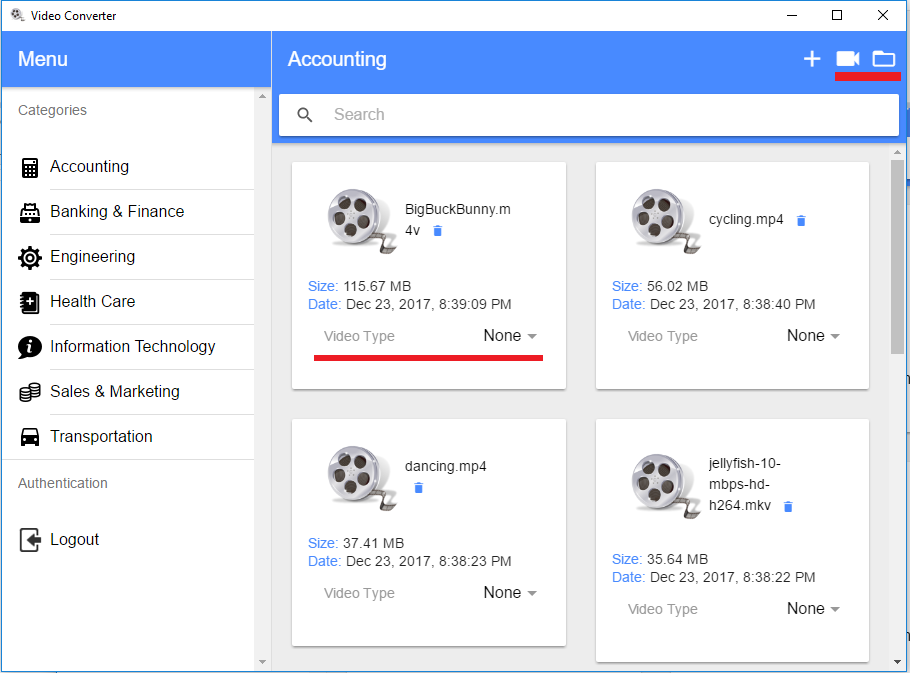 Video Converter
Menu
Categories
Accounting
Banking & Finance
Engineering
Health Care
Information Technology
Sales & Marketing
Transportation
Authentication
Logout
Accounting
Search
BigBuckBunny.m
4v
Size: 115.67 MB
Date: Dec 23, 2017, 8:39:09 PM
Video Type None
cycling.mp4
Size: 56.02 MB
Date: Dec 23, 2017, 8:38:40 PM
Video Type None
dancing.mp4
Size: 37.41 MB
Date: Dec 23, 2017, 8:38:23 PM
Video Type None
jellyfish-10-
mbps-hd-
h264.mkv
Size: 35.64 MB
Date: Dec 23, 2017, 8:38:22 PM
Video Type None